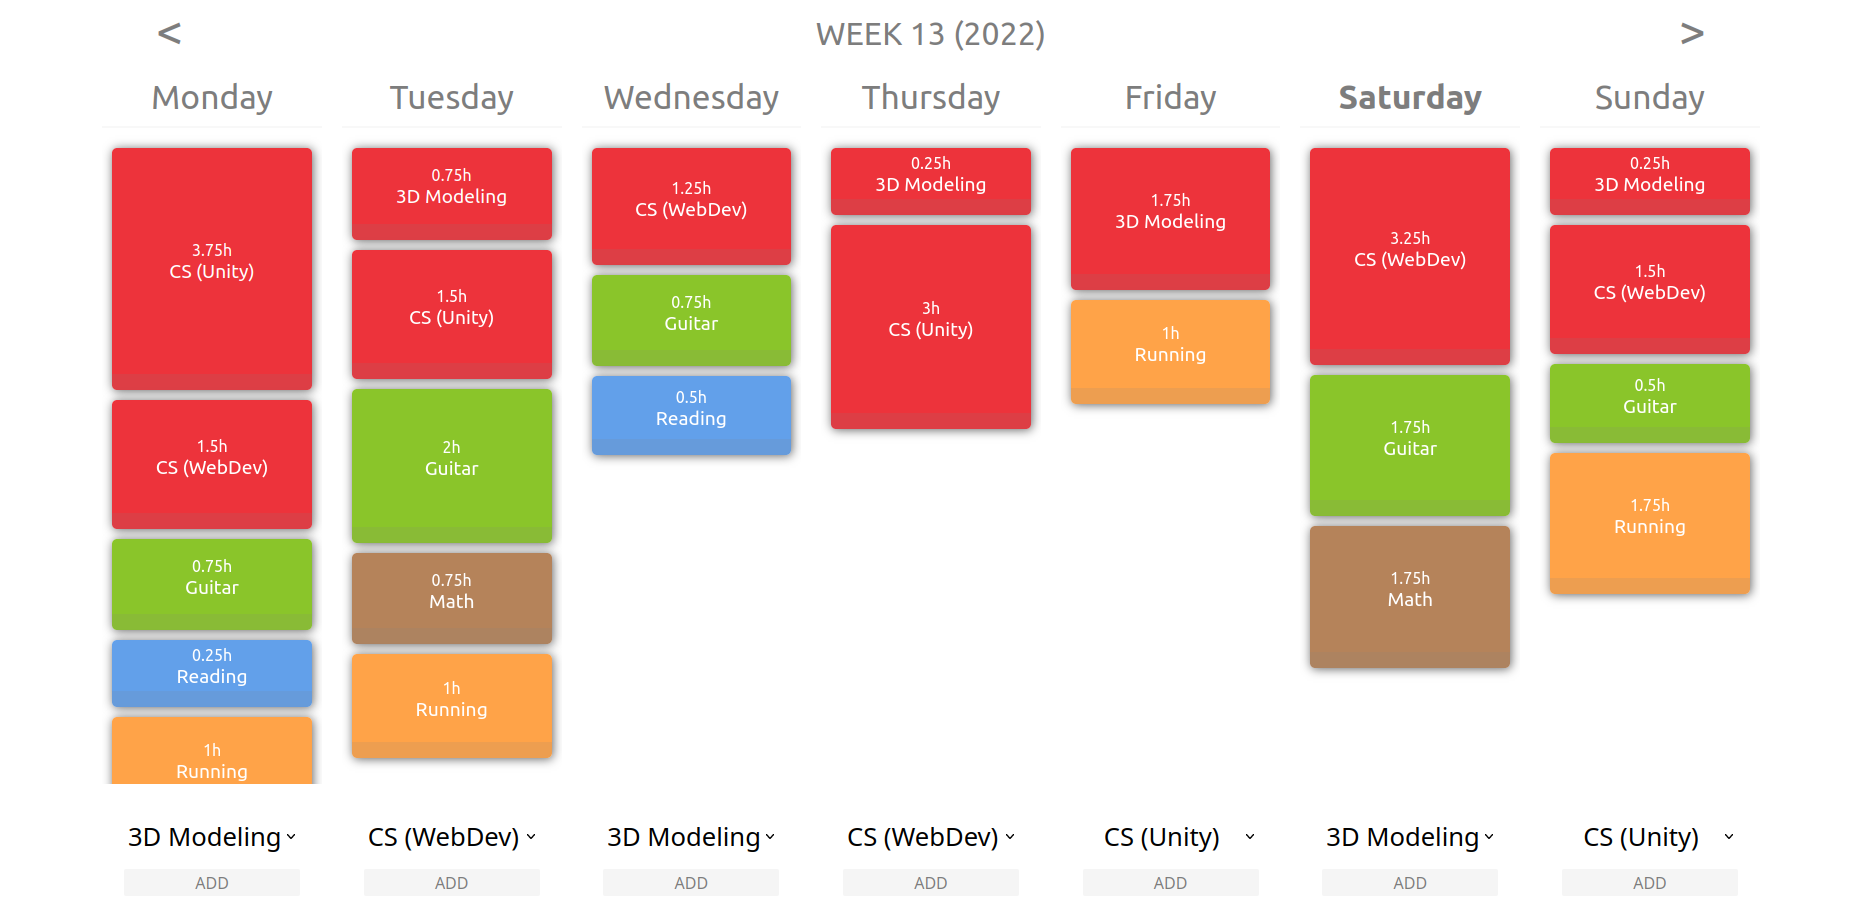 < WEEK 13 (2022) >
Monday
3.75h
CS (Unity)
1.5h
CS (WebDev)
0.75h
Guitar
0.25h
Reading
1h
Running
3D Modeling
ADD
Tuesday
0.75h
3D Modeling
1.5h
CS (Unity)
2h
Guitar
0.75h
Math
1h
Running
CS (WebDev)
ADD
Wednesday
1.25h
CS (WebDev)
0.75h
Guitar
0.5h
Reading
3D Modeling
ADD
Thursday
0.25h
3D Modeling
3h
CS (Unity)
CS (WebDev)
ADD
Friday
1.75h
3D Modeling
1h
Running
CS (Unity)
ADD
Saturday
3.25h
CS (WebDev)
1.75h
Guitar
1.75h
Math
3D Modeling
ADD
Sunday
0.25h
3D Modeling
1.5h
CS (WebDev)
0.5h
Guitar
1.75h
Running
CS (Unity)
ADD